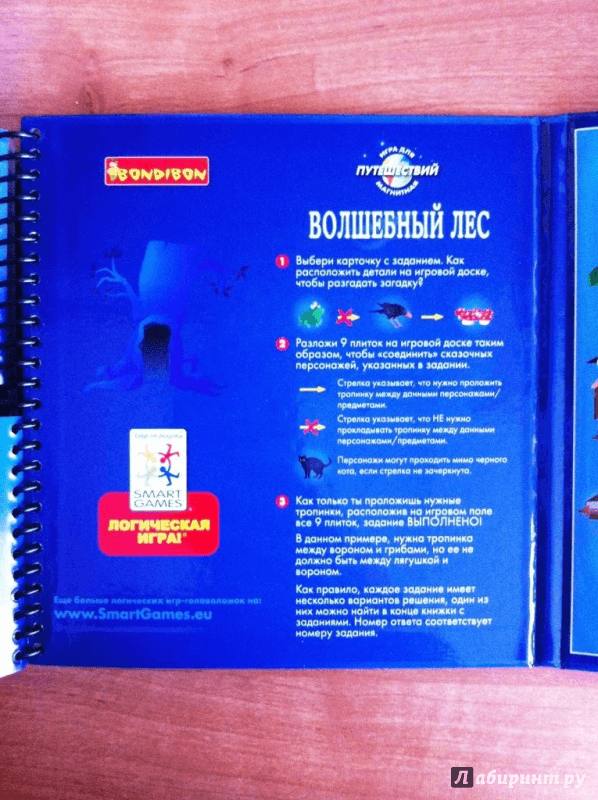 BONDIBON
ИГРА ДЛЯ
ПУТЕШЕСТВИЙ
МАГНИТНАЯ
ВОЛШЕБНЫЙ ЛЕС
1 Выбери карточку с заданием. Как
расположить детали на игровой доске,
чтобы разгадать загадку?
2 Разложи 9 плиток на игровой доске таким
образом, чтобы «соединить» сказочных
персонажей, указанных в задании.
Стрелка указывает, что нужно проложить
тропинку между данными персонажами/
предметами.
Стрелка указывает, что НЕ нужно
прокладывать тропинку между данными
персонажами/предметами.
Персонажи могут проходить мимо черного
кота, если стрелка не зачеркнута.
3 Как только ты проложишь нужные
тропинки, расположив на игровом поле
все 9 плиток, задание ВЫПОЛНЕНО!
В данном примере, нужна тропинка
между вороном и грибами, но ее не
должно быть между лягушкой и
вороном.
Как правило, каждое задание имеет
несколько вариантов решения, один из
них можно найти в конце книжки с
заданиями. Номер ответа соответствует
номеру задания.
SMART
GAMES
ЛОГИЧЕСКАЯ
ИГРА!
Еще больше логических игр-головоломок на:
www.SmartGames.eu
Лабиринт.ру